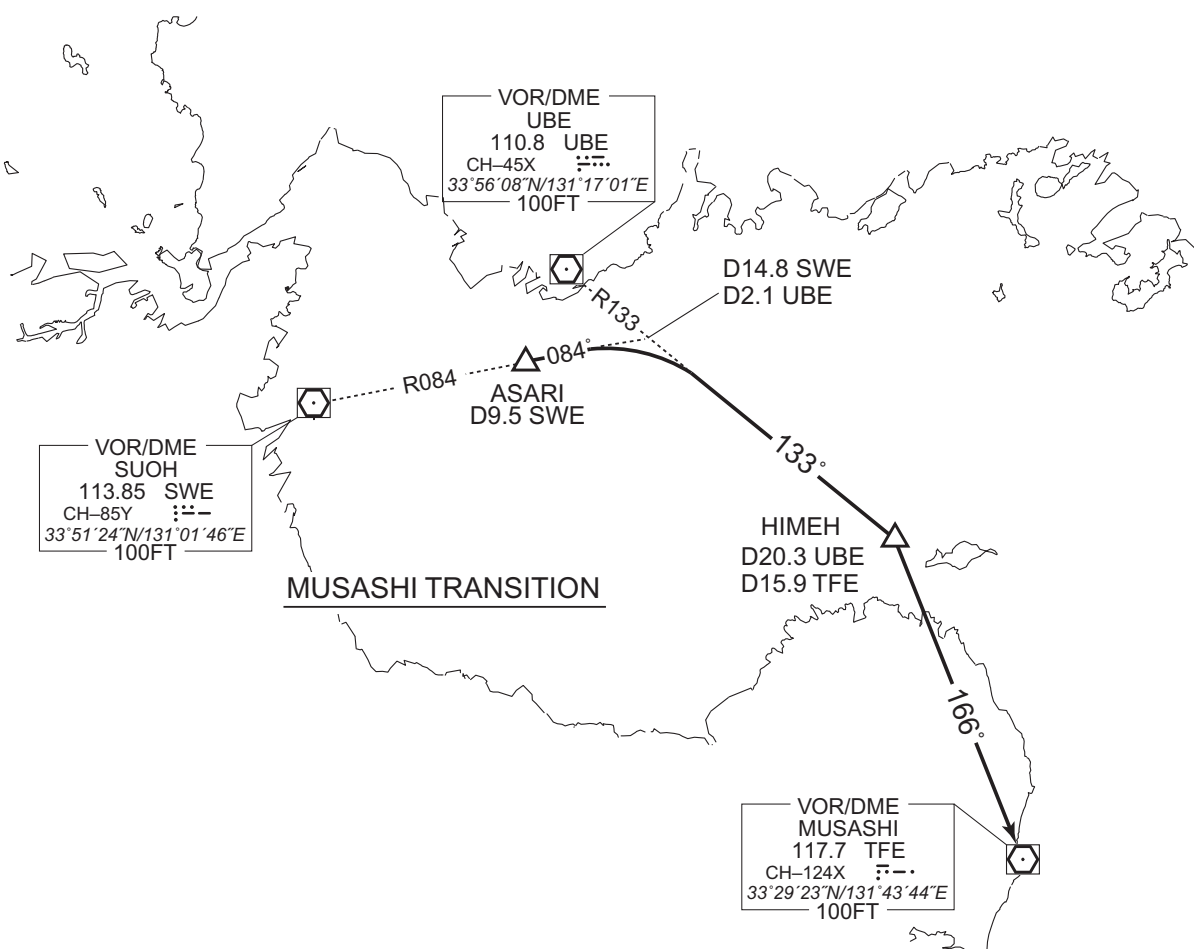 VOR/DME
UBE
110.8 UBE
CH–45X
33°56´08˝N/131°17´01˝E
100FT
D14.8 SWE
D2.1 UBE
R133
084°
R084
ASARI
D9.5 SWE
VOR/DME
SUOH
113.85 SWE
CH–85Y
33°51´24˝N/131°01´46˝E
100FT
133°
HIMEH
D20.3 UBE
D15.9 TFE
MUSASHI TRANSITION
166°
VOR/DME
MUSASHI
117.7 TFE
CH–124X
33°29´23˝N/131°43´44˝E
100FT